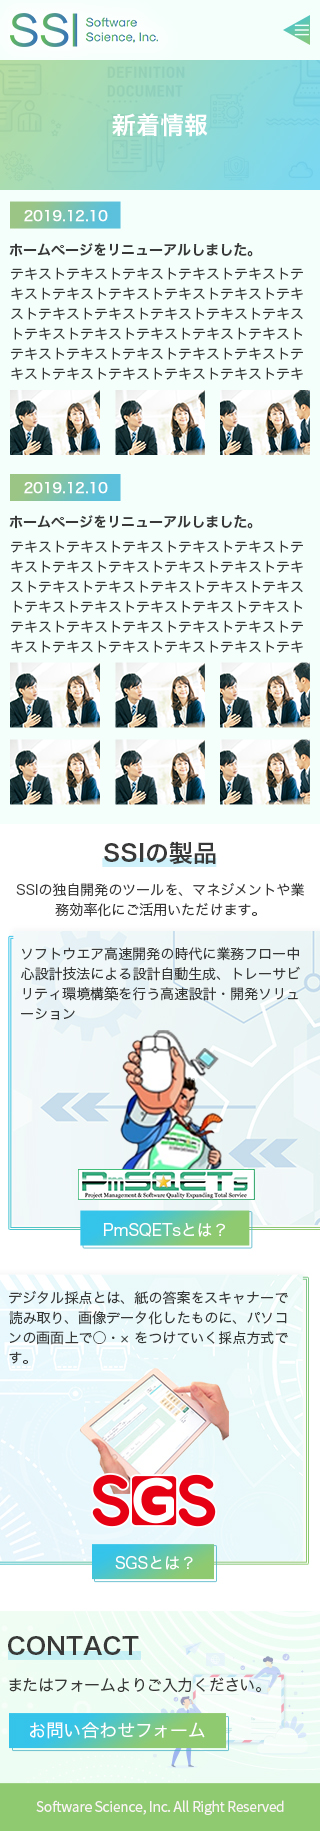 SSI Software
Science, Inc.
DEFINITION
DOCUMENT
新着情報
2019.12.10
ホームページをリニューアルしました。
テキストテキストテキストテキストテキストテ
キストテキストテキストテキストテキストテキ
ストテキストテキストテキストテキストテキス
トテキストテキストテキストテキストテキスト
テキストテキストテキストテキストテキストテ
キストテキストテキストテキストテキストテキ
2019.12.10
ホームページをリニューアルしました。
テキストテキストテキストテキストテキストテ
キストテキストテキストテキストテキストテキ
ストテキストテキストテキストテキストテキス
トテキストテキストテキストテキストテキスト
テキストテキストテキストテキストテキストテ
キストテキストテキストテキストテキストテキ
SSIの製品
SSIの独自開発のツールを、マネジメントや業
務効率化にご活用いただけます。
ソフトウエア高速開発の時代に業務フロー中
心設計技法による設計自動生成、トレーサビ
リティ環境構築を行う高速設計・開発ソリュ
ーション
PmSQETs
Project Management & Software Quality Expanding Total Service
PmSQETsとは？
デジタル採点とは、紙の答案をスキャナーで
読み取り、画像データ化したものに、パソコ
ンの画面上で〇・× をつけていく採点方式で
す。
SGS
SGSとは？
CONTACT
またはフォームよりご入力ください。
お問い合わせフォーム
Software Science, Inc. All Right Reserved